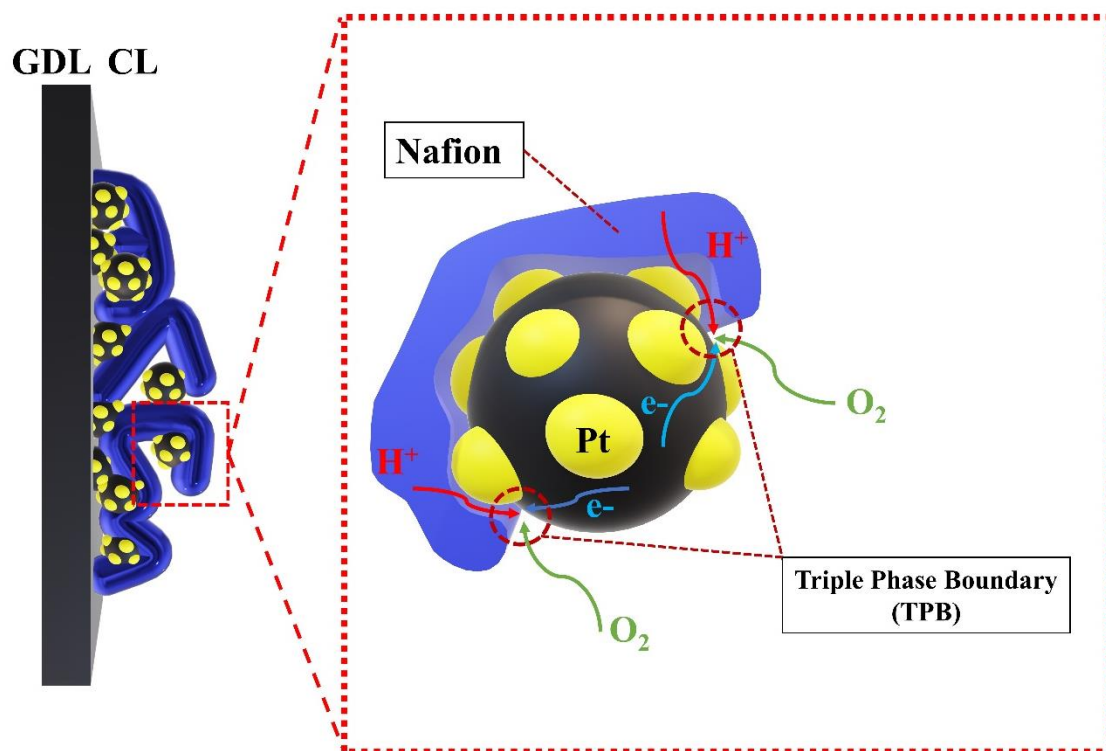 GDL CL
Nafion
H⁺
e-
O₂
Pt
H⁺
e-
Triple Phase Boundary
(TPB)
O₂